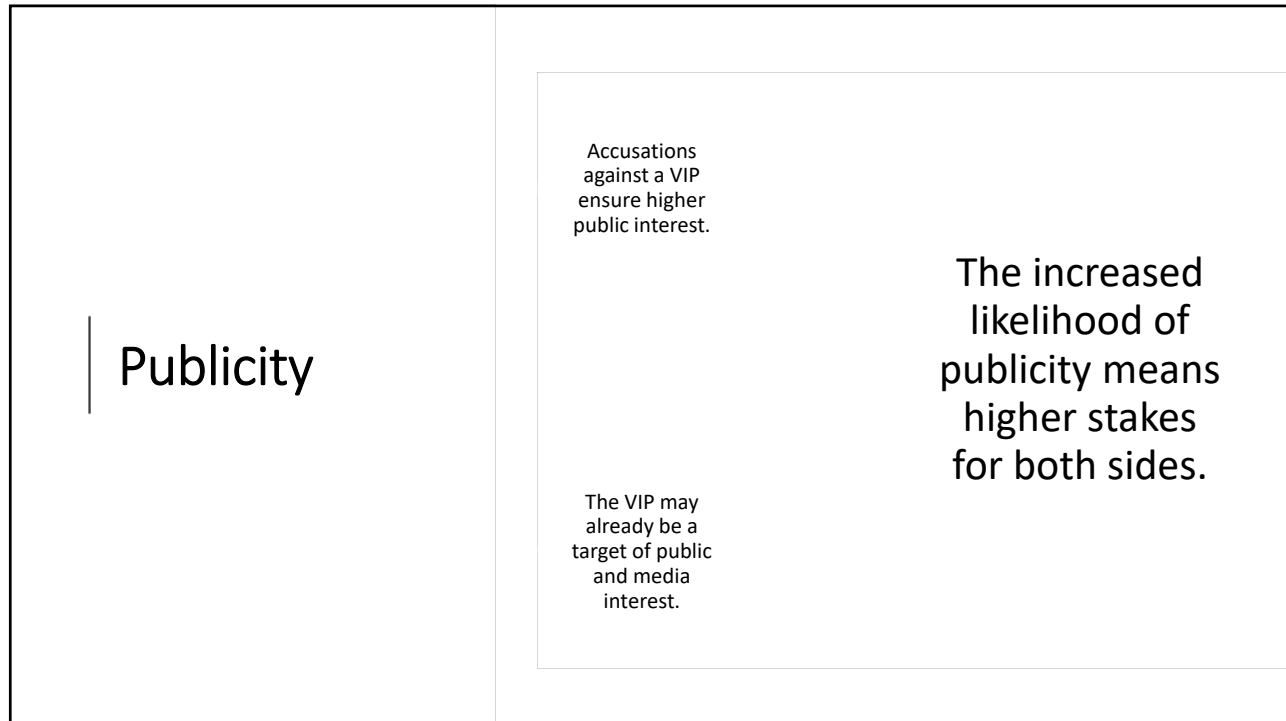 Publicity
Accusations
against a VIP
ensure higher
public interest.
The VIP may
already be a
target of public
and media
interest.
The increased
likelihood of
publicity means
higher stakes
for both sides.